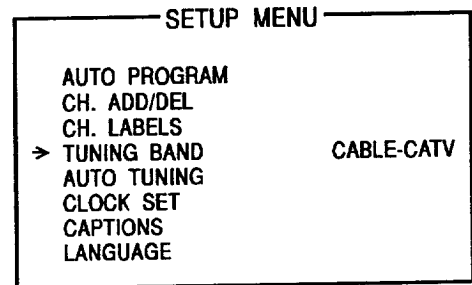 SETUP MENU
AUTO PROGRAM
CH. ADD/DEL
CH. LABELS
→ TUNING BAND CABLE-CATV
AUTO TUNING
CLOCK SET
CAPTIONS
LANGUAGE